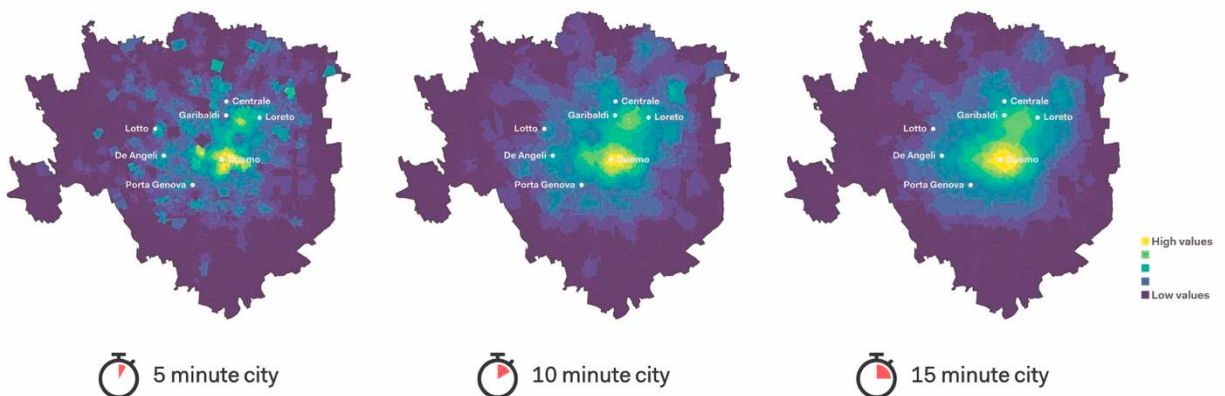 Centrale
Garibaldi
Loreto
Lotto
De Angeli
Duomo
Porta Genova
5 minute city
Centrale
Garibaldi
Loreto
Lotto
De Angeli
Duomo
Porta Genova
10 minute city
Centrale
Garibaldi
Loreto
Lotto
De Angeli
Duomo
Porta Genova
15 minute city
High values
Low values